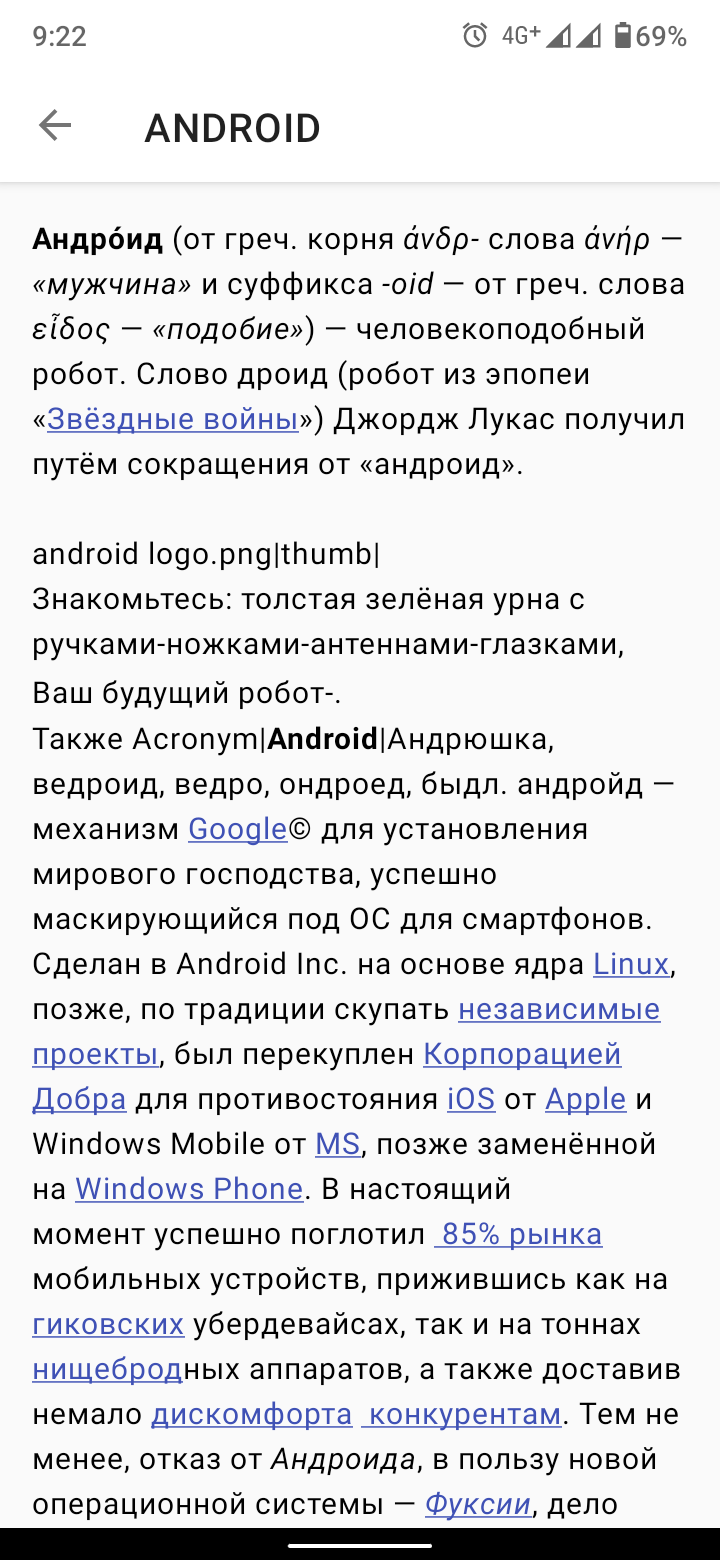 9:22
4G+
69%
ANDROID
Андро́ид (от греч. корня ἀνδρ- слова ἀνήρ —
«мужчина» и суффикса -oid — от греч. слова
εἶδος — «подобие») — человекоподобный
робот. Слово дроид (робот из эпопеи
«Звёздные войны») Джордж Лукас получил
путём сокращения от «андроид».
android logo.png|thumb|
Знакомьтесь: толстая зелёная урна с
ручками-ножками-антеннами-глазками,
Ваш будущий робот-.
Также Acronym|Android|Андрюшка,
ведроид, ведро, ондроед, быдл. андройд —
механизм Google© для установления
мирового господства, успешно
маскирующийся под ОС для смартфонов.
Сделан в Android Inc. на основе ядра Linux,
позже, по традиции скупать независимые
проекты, был перекуплен Корпорацией
Добра для противостояния iOS от Apple и
Windows Mobile от MS, позже заменённой
на Windows Phone. В настоящий
момент успешно поглотил 85% рынка
мобильных устройств, прижившись как на
гиковских убердевайсах, так и на тоннах
нищебродных аппаратов, а также доставив
немало дискомфорта конкурентам. Тем не
менее, отказ от Андроида, в пользу новой
операционной системы — Фуксии, дело